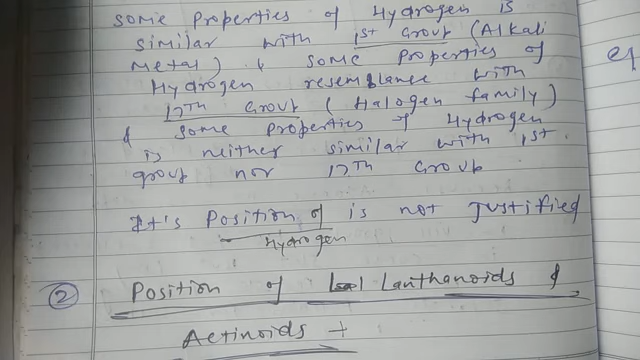 some Properties of Hydrogen is
similar with 1st Group (Alkali
Metal) & some Properties of
Hydrogen resemblance with
17Th Group (Halogen family)
& some Properties of Hydrogen
is neither similar with 1st
group nor 17Th Group
It's Position of is not Justified
Hydrogen
② Position of Lanthanoids &
Actinoids